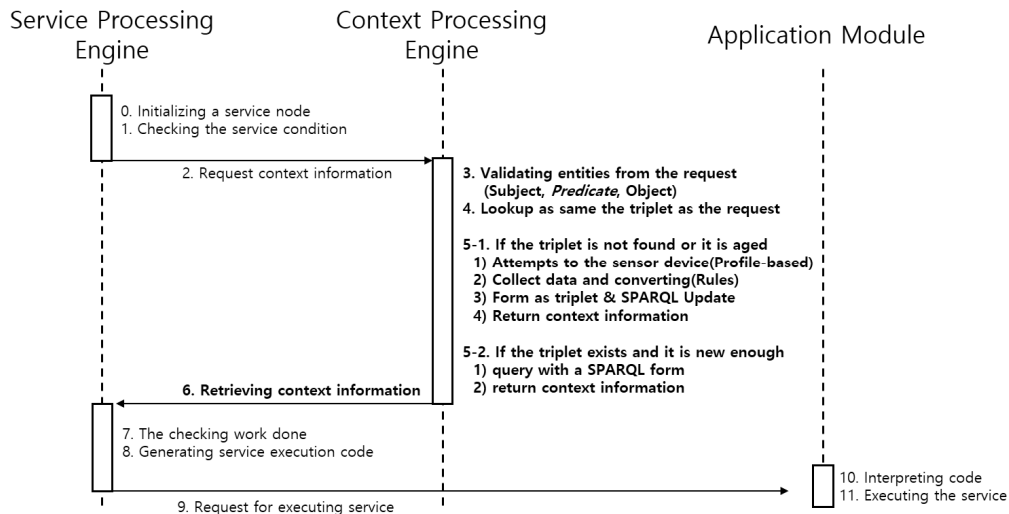 Service Processing
Engine
Context Processing
Engine
Application Module
0. Initializing a service node
1. Checking the service condition
2. Request context information
3. Validating entities from the request
(Subject, Predicate, Object)
4. Lookup as same the triplet as the request
5-1. If the triplet is not found or it is aged
1) Attempts to the sensor device(Profile-based)
2) Collect data and converting(Rules)
3) Form as triplet & SPARQL Update
4) Return context information
5-2. If the triplet exists and it is new enough
1) query with a SPARQL form
2) return context information
6. Retrieving context information
7. The checking work done
8. Generating service execution code
9. Request for executing service
10. Interpreting code
11. Executing the service